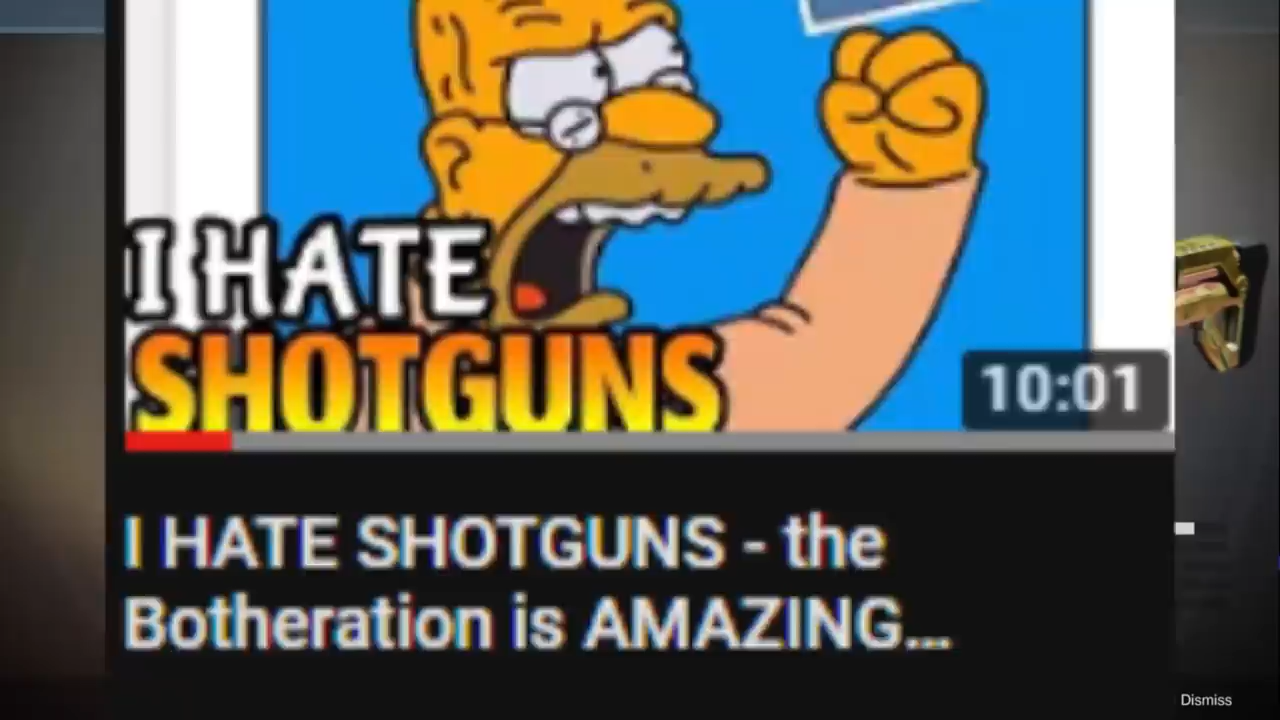 I HATE
SHOTGUNS
10:01
I HATE SHOTGUNS - the
Botheration is AMAZING...
Dismiss